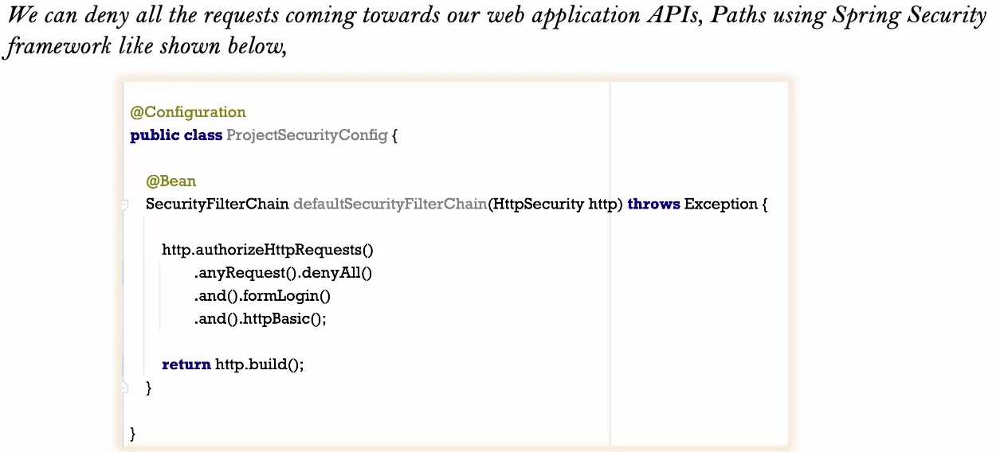 We can deny all the requests coming towards our web application APIs, Paths using Spring Security
framework like shown below,
@Configuration
public class ProjectSecurityConfig {
@Bean
SecurityFilterChain defaultSecurityFilterChain(HttpSecurity http) throws Exception {
http.authorizeHttpRequests()
.anyRequest().denyAll()
.and().formLogin()
.and().httpBasic();
return http.build();
}
}